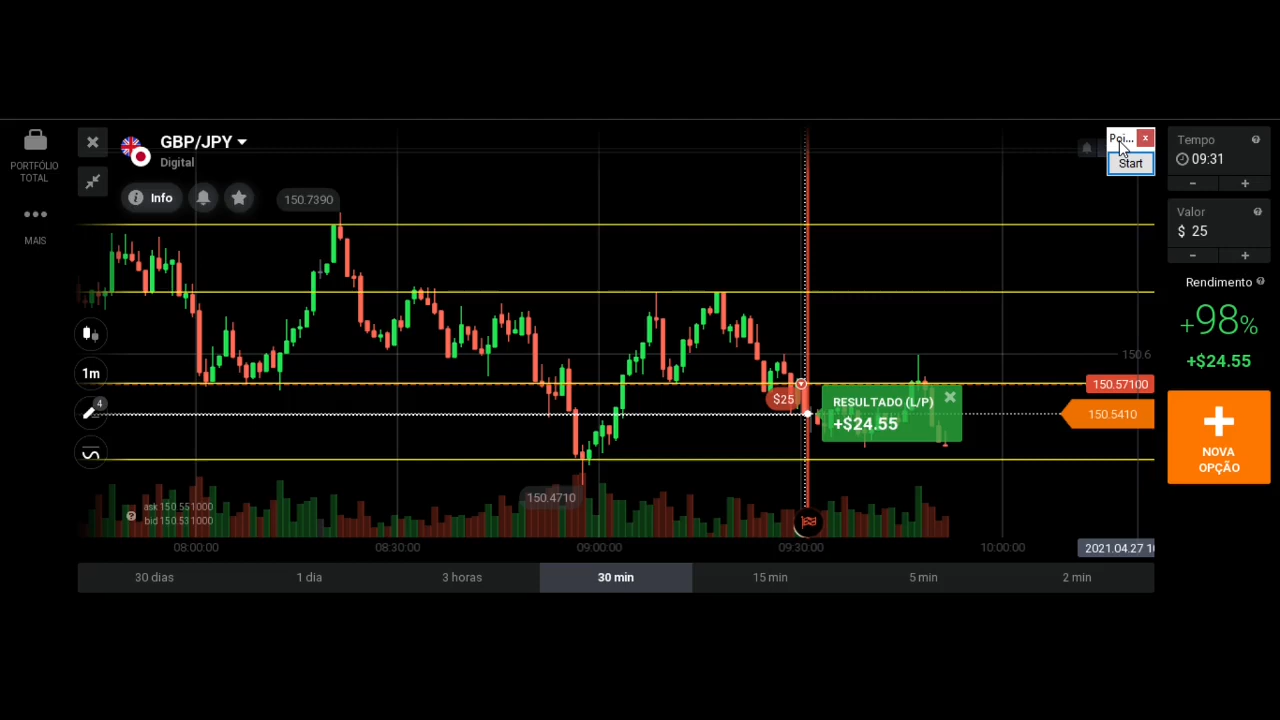 PORTFÓLIO
TOTAL
MAIS
GBP/JPY
Digital
Info
150.7390
Poi...
x
Start
Tempo
09:31
- +
Valor
$ 25
- +
Rendimento
+98%
+$24.55
NOVA
OPÇÃO
150.6
150.57100
150.5410
$25
RESULTADO (L/P)
+$24.55
1m
4
150.4710
ask 150.551000
bid 150.531000
08:00:00
08:30:00
09:00:00
09:30:00
10:00:00
2021.04.27
30 dias
1 dia
3 horas
30 min
15 min
5 min
2 min